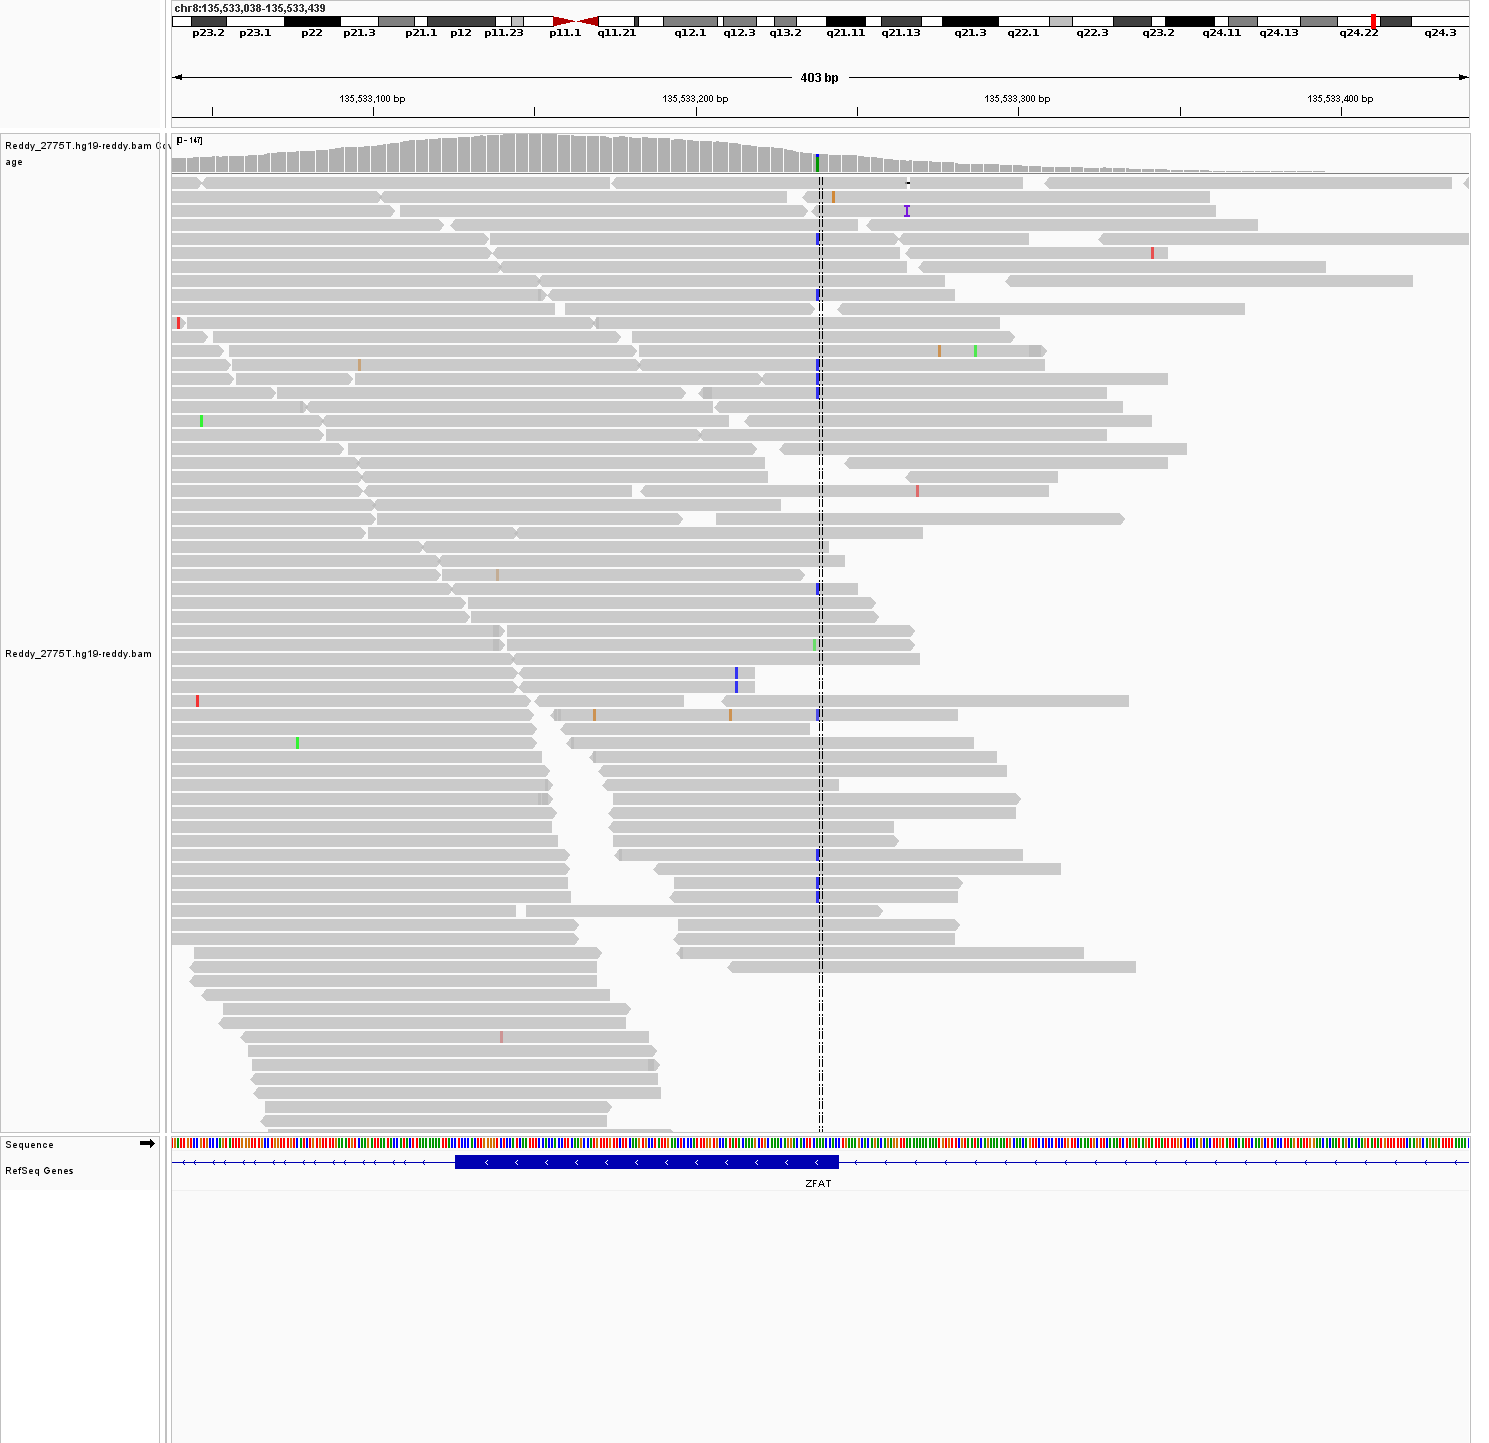 chr8:135,533,038-135,533,439
p23.2 p23.1 p22 p21.3 p21.1 p12 p11.23 p11.1 q11.21 q12.1 q12.3 q13.2 q21.11 q21.13 q21.3 q22.1 q22.3 q23.2 q24.11 q24.13 q24.22 q24.3
403 bp
135,533,100 bp 135,533,200 bp 135,533,300 bp 135,533,400 bp
[0 - 147]
Reddy_2775T.hg19-reddy.bam Cov
age
Reddy_2775T.hg19-reddy.bam
Sequence
RefSeq Genes
ZFAT